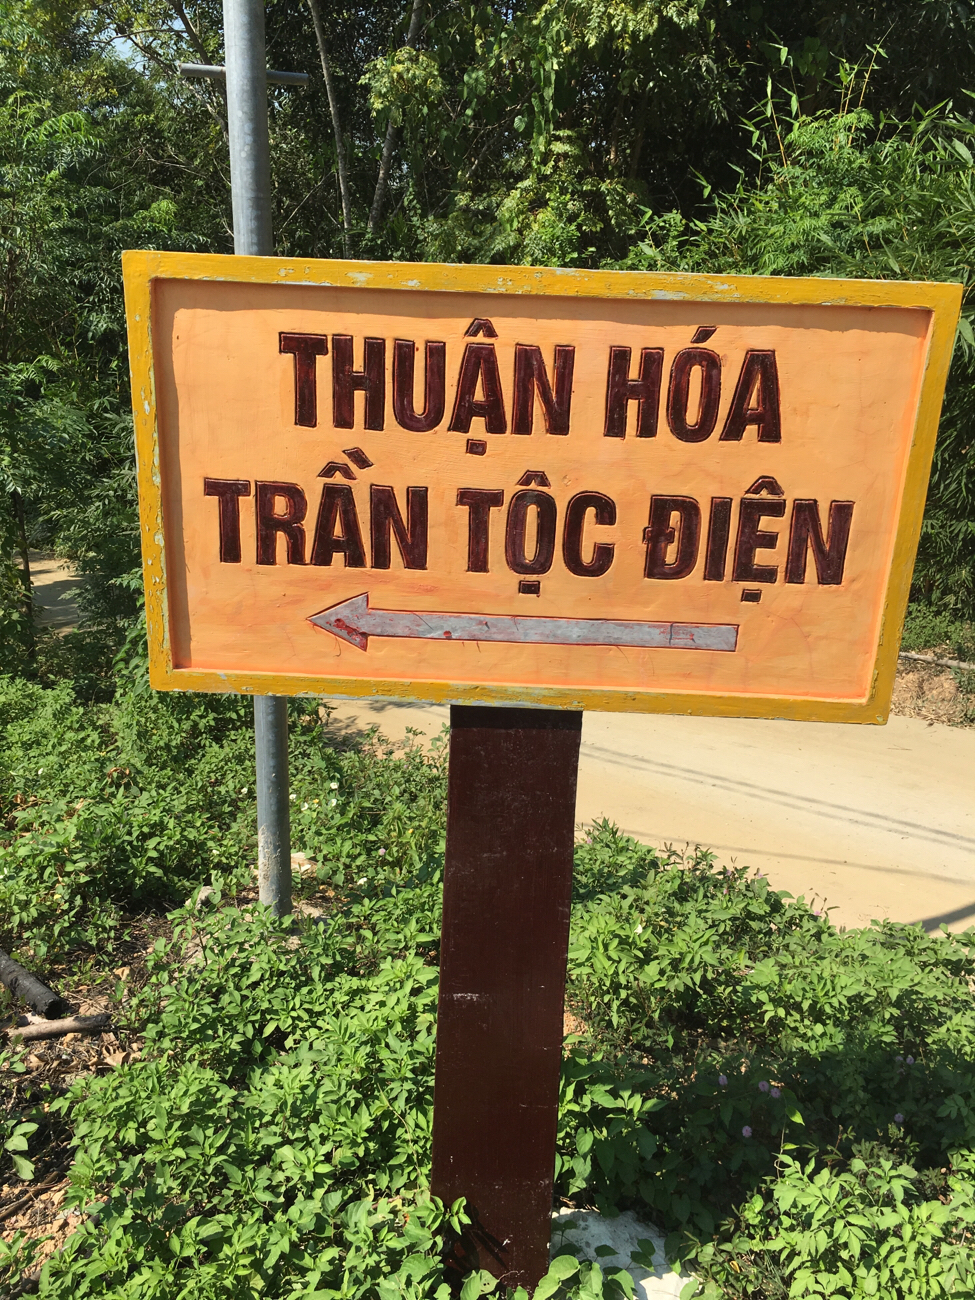 THUẬN HÓA
TRẦN TỘC ĐIỆN